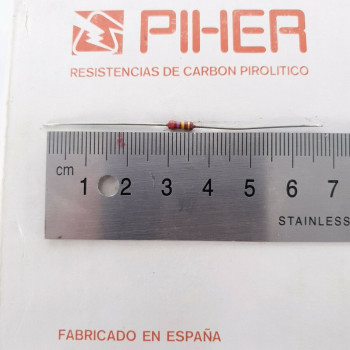 PIHER
RESISTENCIAS DE CARBON PIROLITICO
cm 1 2 3 4 5 6 7
STAINLESS
FABRICADO EN ESPAÑA